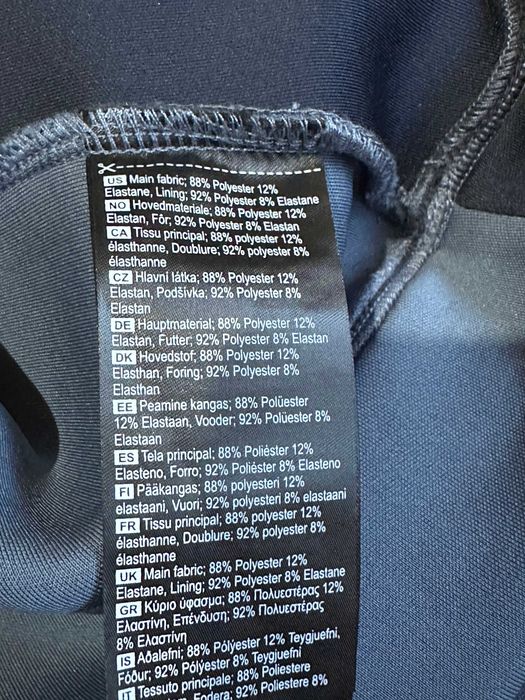 US Main fabric; 88% Polyester 12%
Elastane, Lining; 92% Polyester 8% Elastane
NO Hovedmateriale; 88% Polyester 12%
Elastan, Fôr; 92% Polyester 8% Elastan
CA Tissu principal; 88% polyester 12%
élasthanne, Doublure; 92% polyester 8%
élasthanne
CZ Hlavní látka; 88% Polyester 12%
Elastan, Podšívka; 92% Polyester 8%
Elastan
DE Hauptmaterial; 88% Polyester 12%
Elastan, Futter; 92% Polyester 8% Elastan
DK Hovedstof; 88% Polyester 12%
Elasthan, Foring; 92% Polyester 8%
Elasthan
EE Peamine kangas; 88% Polüester
12% Elastaan, Vooder; 92% Polüester 8%
Elastaan
ES Tela principal; 88% Poliéster 12%
Elasteno, Forro; 92% Poliéster 8% Elasteno
FI Pääkangas; 88% polyesteri 12%
elastaani, Vuori; 92% polyesteri 8% elastaani
FR Tissu principal; 88% polyester 12%
élasthanne, Doublure; 92% polyester 8%
élasthanne
UK Main fabric; 88% Polyester 12%
Elastane, Lining; 92% Polyester 8% Elastane
GR Κύριο ύφασμα; 88% Πολυεστέρας 12%
Ελαστίνη, Επένδυση; 92% Πολυεστέρας
8% Ελαστίνη
IS Aðalefni; 88% Pólýester 12% Teygjuefni,
Fóður; 92% Pólýester 8% Teygjuefni
IT Tessuto principale; 88% Poliestere
Fodera; 92% Poliestere 8%